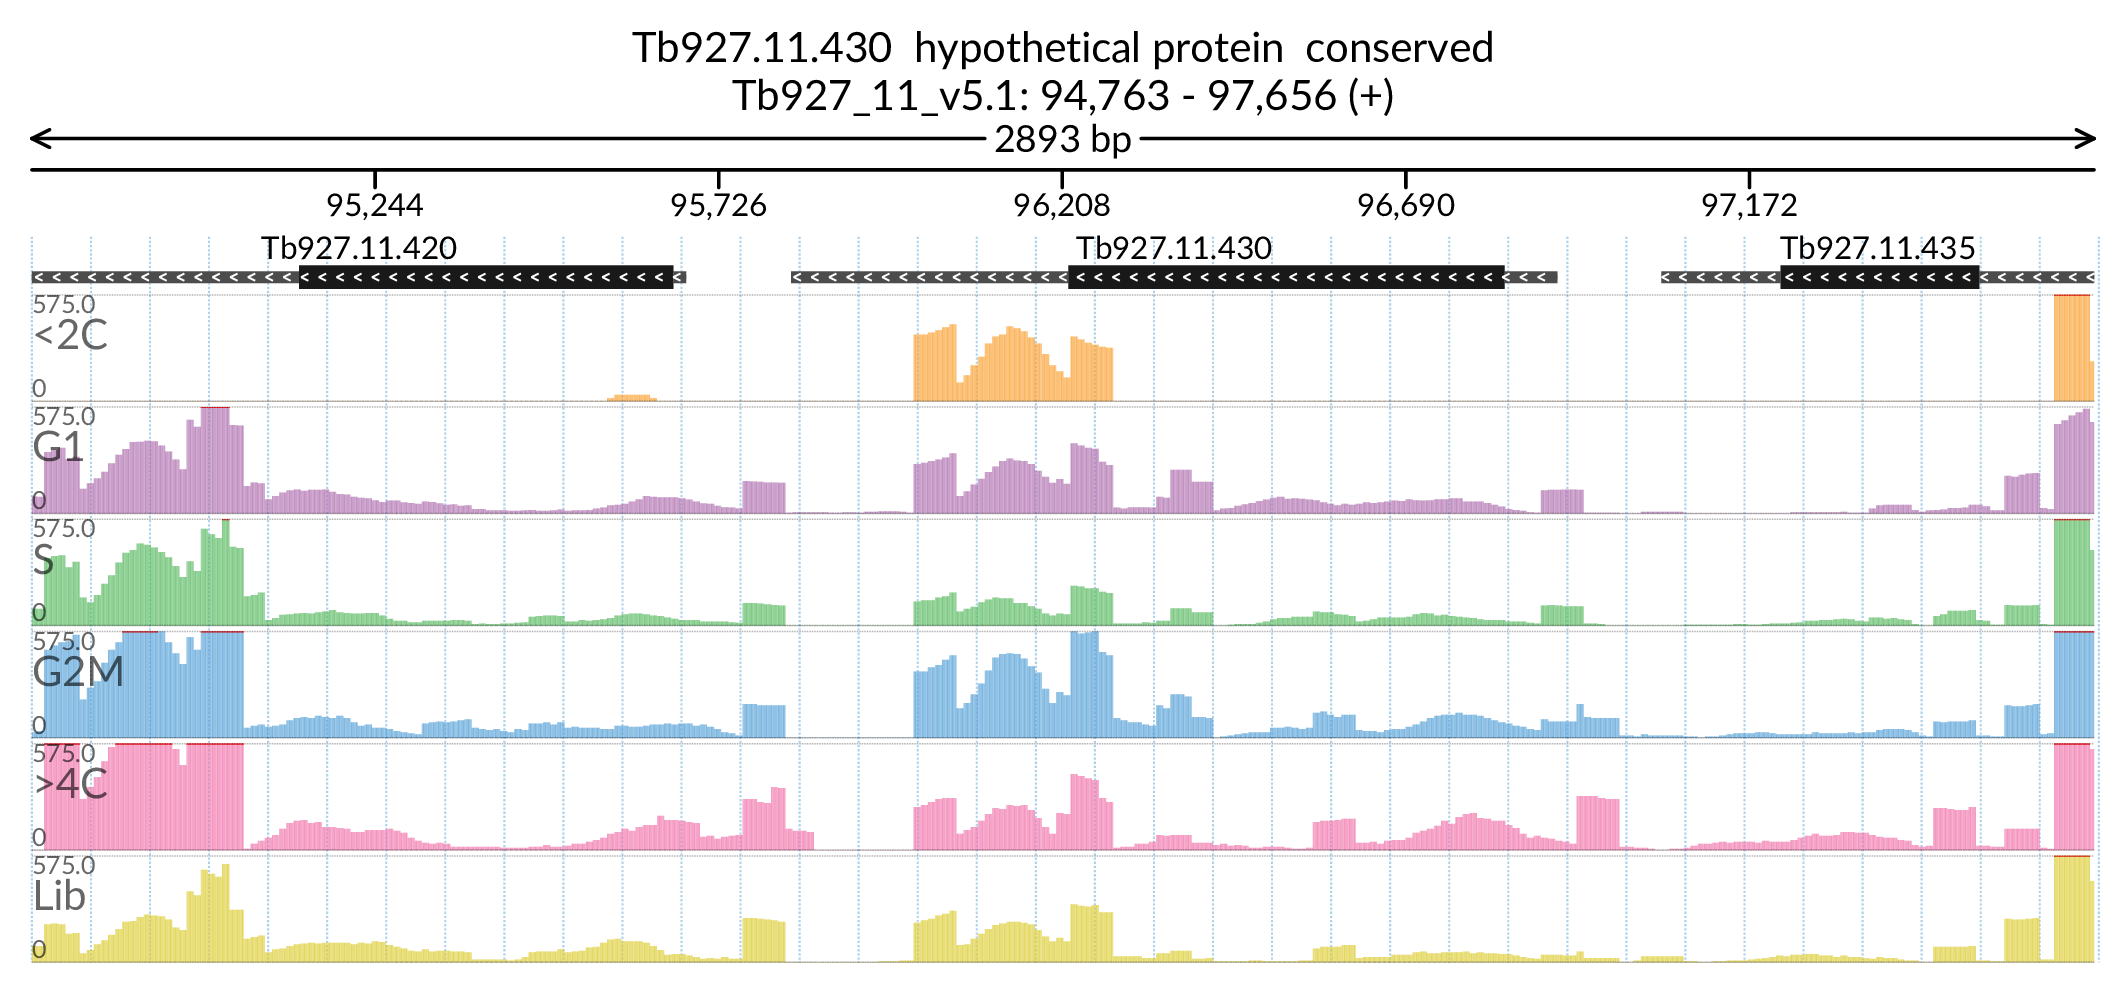 Tb927.11.430  hypothetical protein  conserved
Tb927_11_v5.1: 94,763 - 97,656 (+)
2893 bp
95,244 95,726 96,208 96,690 97,172
Tb927.11.420 Tb927.11.430 Tb927.11.435
575.0
<2C
0
575.0
G1
0
575.0
S
0
575.0
G2M
0
575.0
>4C
0
575.0
Lib
0